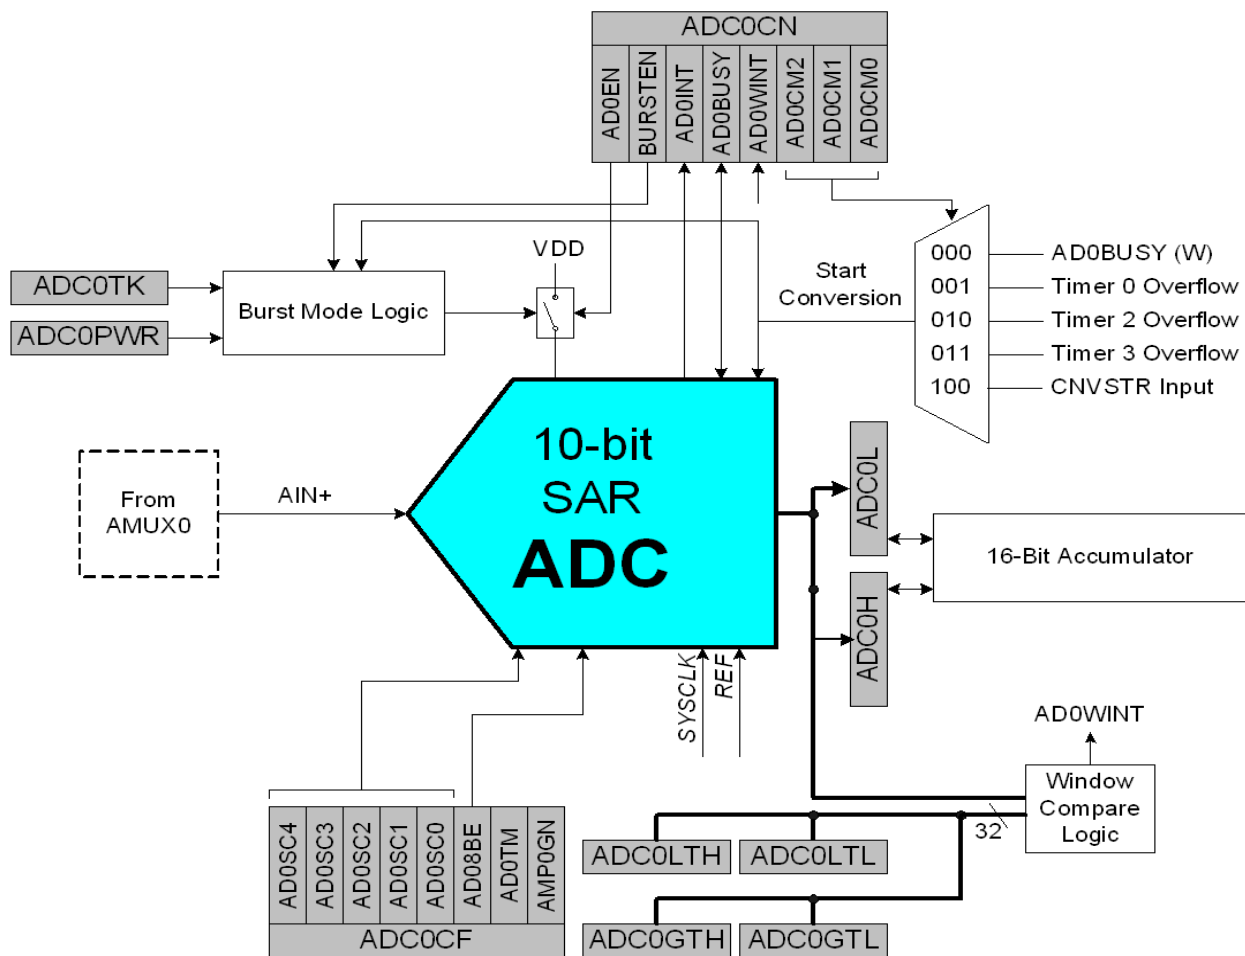 ADC0CN
AD0EN
BURSTEN
AD0INT
AD0BUSY
AD0WINT
AD0CM2
AD0CM1
AD0CM0
VDD
000
AD0BUSY (W)
001
Timer 0 Overflow
010
Timer 2 Overflow
011
Timer 3 Overflow
100
CNVSTR Input
Start
Conversion
ADC0TK
ADC0PWR
Burst Mode Logic
From
AMUX0
AIN+
10-bit
SAR
ADC
ADC0L
ADC0H
16-Bit Accumulator
SYSCLK
REF
AD0WINT
Window
Compare
Logic
32
AD0SC4
AD0SC3
AD0SC2
AD0SC1
AD0SC0
AD08BE
AD0TM
AMP0GN
ADC0CF
ADC0LTH
ADC0LTL
ADC0GTH
ADC0GTL